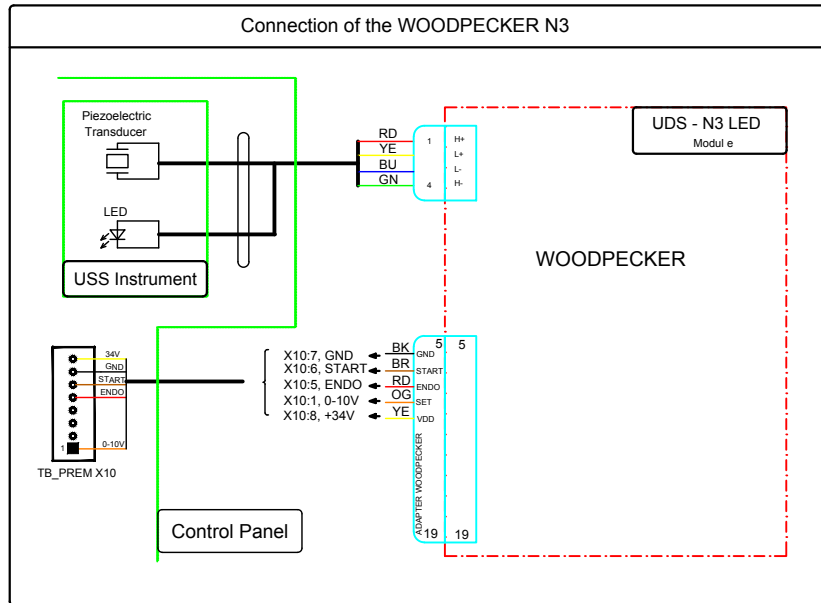 Connection of the WOODPECKER N3
Piezoelectric
Transducer
LED
USS Instrument
RD
YE
BU
GN
1
4
H+
L+
L-
H-
UDS - N3 LED
Modul e
WOODPECKER
34V
GND
START
ENDO
1
0-10V
TB_PREM X10
X10:7, GND
X10:6, START
X10:5, ENDO
X10:1, 0-10V
X10:8, +34V
BK
BR
RD
OG
YE
GND
START
ENDO
SET
VDD
5 5
ADAPTER WOODPECKER
19 19
Control Panel